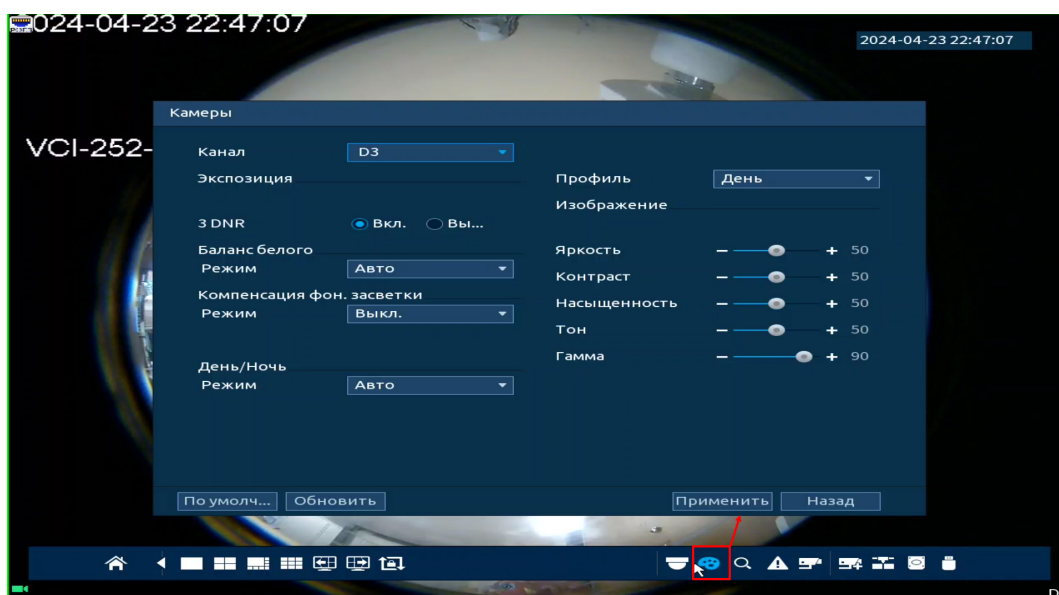 024-04-23 22:47:07
2024-04-23 22:47:07
Камеры
VCI-252-
Канал D3
Экспозиция Профиль День
Изображение
3 DNR Вкл. Вы...
Баланс белого Яркость 50
Режим Авто
Контраст 50
Компенсация фон. засветки
Насыщенность 50
Режим Выкл.
Тон 50
Гамма 90
День/Ночь
Режим Авто
По умолч... Обновить Применить Назад